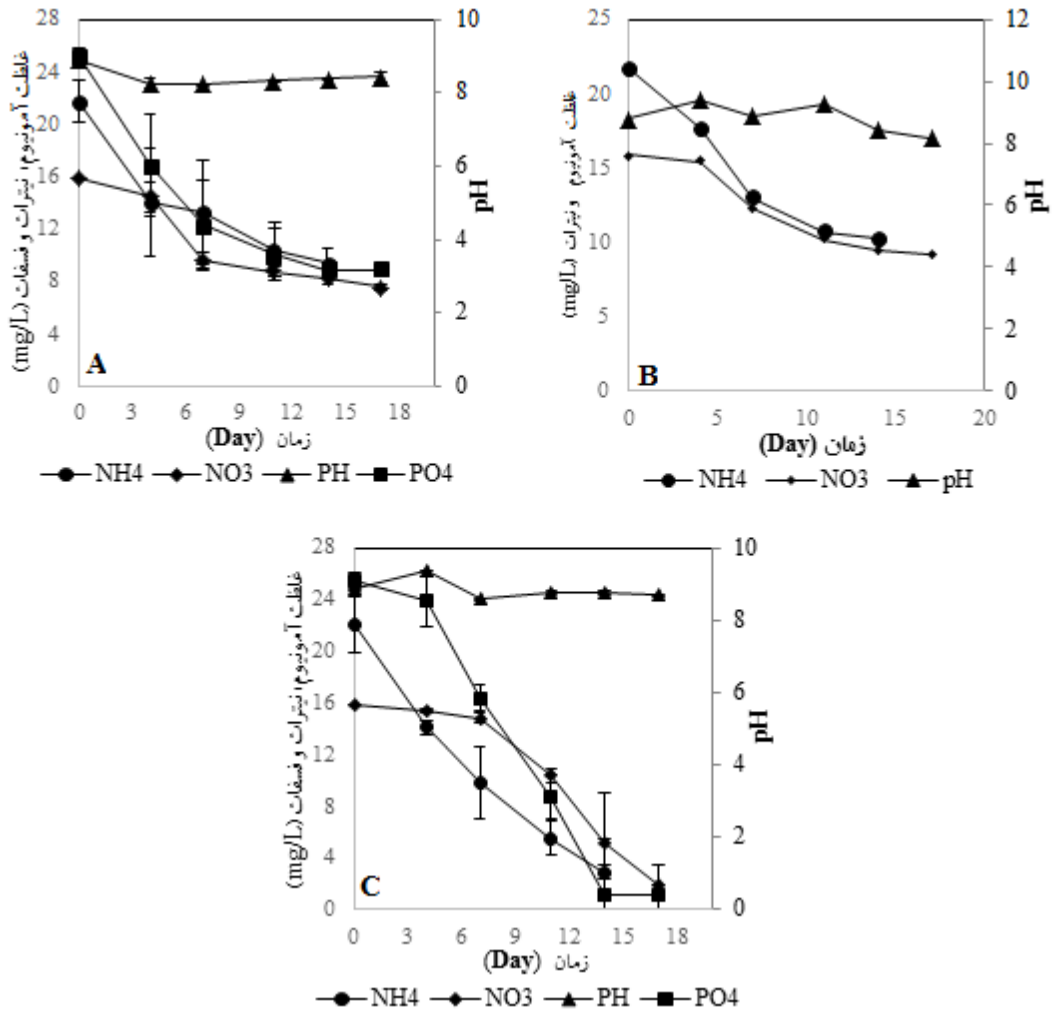 غلظت آمونیوم، نیترات و فسفات (mg/L)
28
24
20
16
12
8
4
0
10
8
6
4
2
0
pH
A
0 3 6 9 12 15 18
زمان (Day)
NH4 NO3 PH PO4
غلظت آمونیوم و نیترات (mg/L)
25
20
15
10
5
0
12
10
8
6
4
2
0
pH
B
0 5 10 15 20
زمان (Day)
NH4 NO3 pH
غلظت آمونیوم، نیترات و فسفات (mg/L)
28
24
20
16
12
8
4
0
10
8
6
4
2
0
pH
C
0 3 6 9 12 15 18
زمان (Day)
NH4 NO3 PH PO4